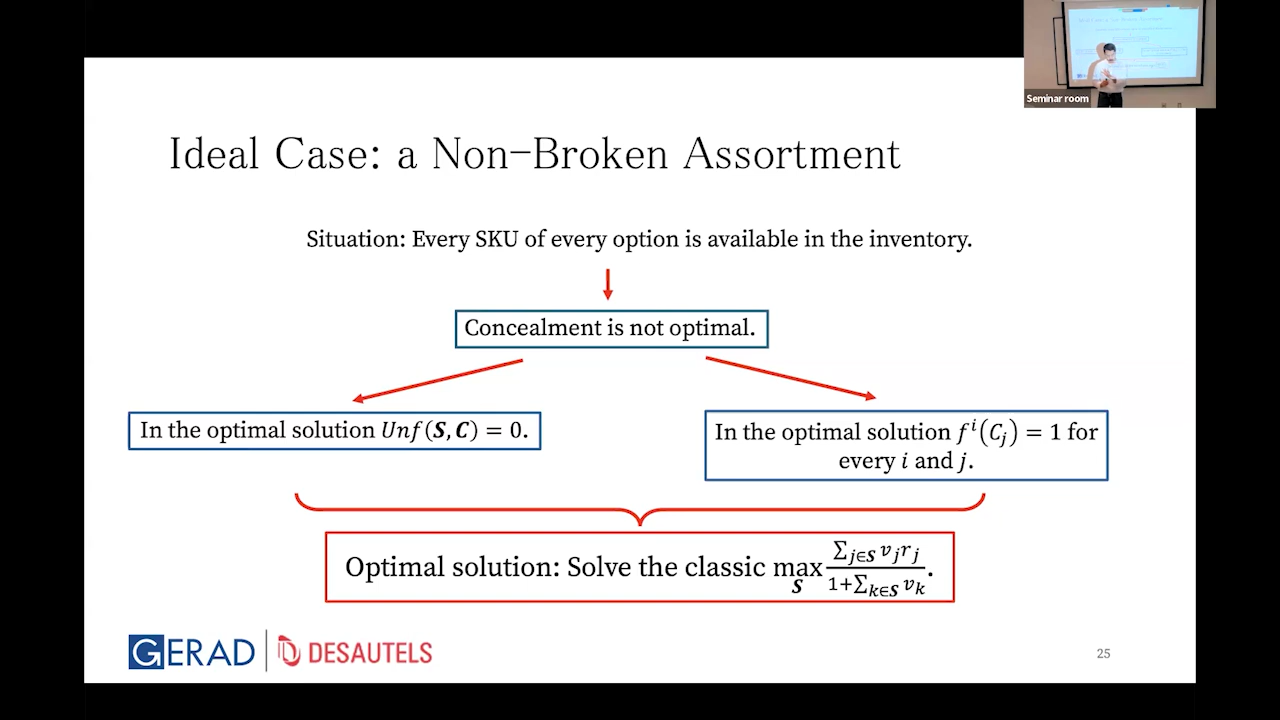 Seminar room
Ideal Case: a Non-Broken Assortment
Situation: Every SKU of every option is available in the inventory.
Concealment is not optimal.
In the optimal solution Unf(S, C) = 0.
In the optimal solution f^i(C_j) = 1 for
every i and j.
Optimal solution: Solve the classic max_S (∑_{j∈S} v_j r_j)/(1+∑_{k∈S} v_k).
GERAD | DESAUTELS
25